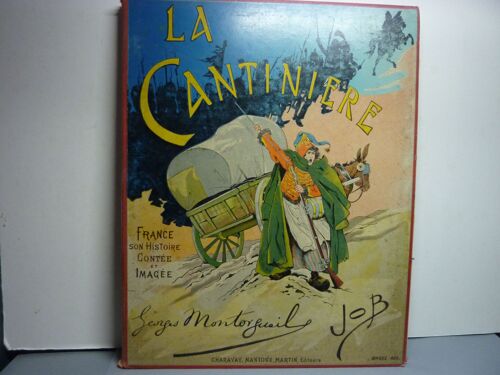 LA
CANTINIÈRE
FRANCE
SON HISTOIRE
CONTÉE
ET
IMAGÉE
Georges Montorgueil
JOB
CHARAVAY, MANTOUX, MARTIN, Éditeurs